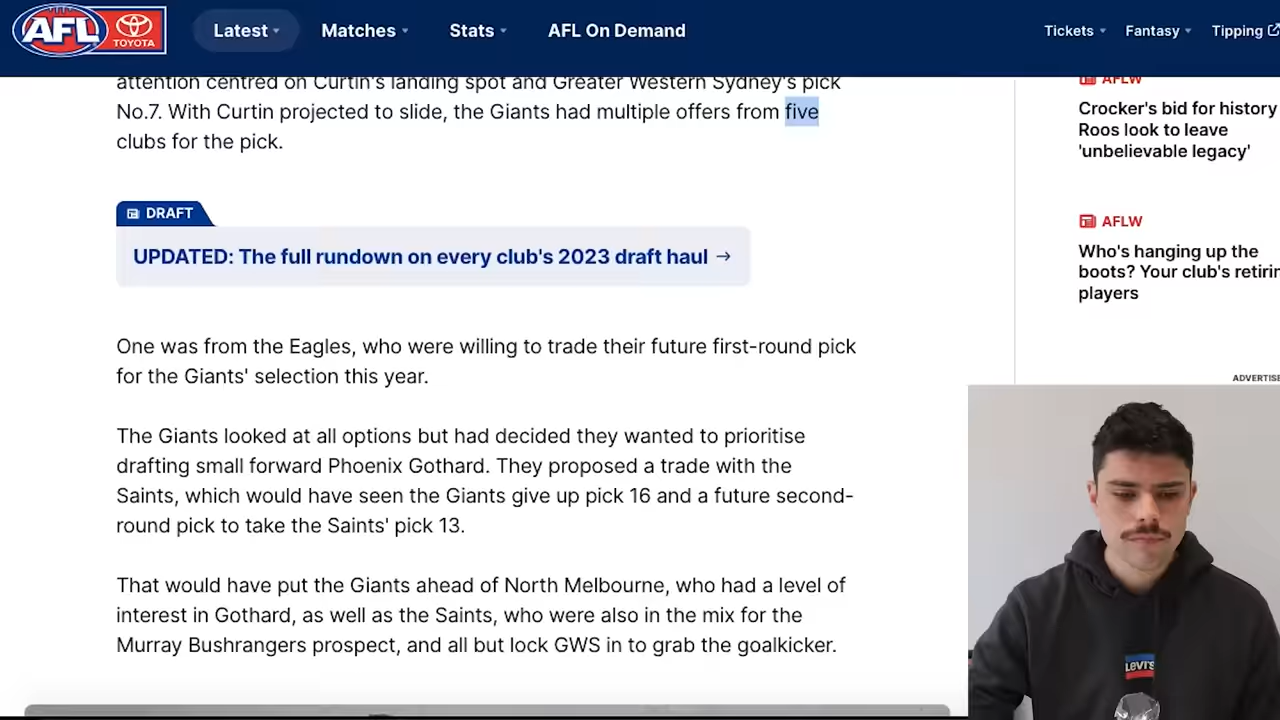 AFL
TOYOTA
Latest
Matches
Stats
AFL On Demand
Tickets
Fantasy
Tipping
attention centred on Curtin's landing spot and Greater Western Sydney's pick
No.7. With Curtin projected to slide, the Giants had multiple offers from five
clubs for the pick.
DRAFT
UPDATED: The full rundown on every club's 2023 draft haul →
One was from the Eagles, who were willing to trade their future first-round pick
for the Giants' selection this year.
The Giants looked at all options but had decided they wanted to prioritise
drafting small forward Phoenix Gothard. They proposed a trade with the
Saints, which would have seen the Giants give up pick 16 and a future second-
round pick to take the Saints' pick 13.
That would have put the Giants ahead of North Melbourne, who had a level of
interest in Gothard, as well as the Saints, who were also in the mix for the
Murray Bushrangers prospect, and all but lock GWS in to grab the goalkicker.
AFLW
Crocker's bid for history
Roos look to leave
'unbelievable legacy'
AFLW
Who's hanging up the
boots? Your club's retirin
players
ADVERTISE
LEVI'S